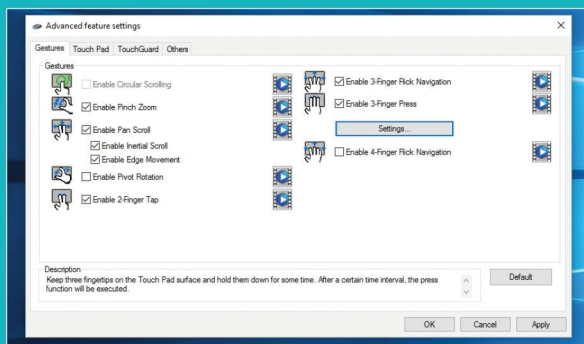 Advanced feature settings
Gestures Touch Pad TouchGuard Others
Gestures
Enable Circular Scrolling
Enable Pinch Zoom
Enable Pan Scroll
Enable Inertial Scroll
Enable Edge Movement
Enable Pivot Rotation
Enable 2-Finger Tap
Enable 3-Finger Flick Navigation
Enable 3-Finger Press
Settings...
Enable 4-Finger Flick Navigation
Description
Keep three fingertips on the Touch Pad surface and hold them down for some time. After a certain time interval, the press
function will be executed.
Default
OK Cancel Apply